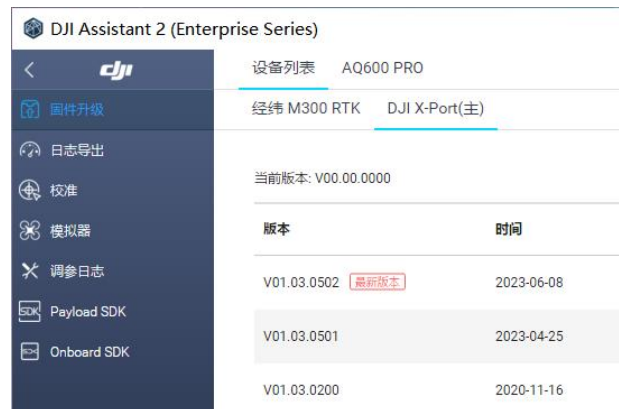 DJI Assistant 2 (Enterprise Series)
dji
设备列表 AQ600 PRO
固件升级
经纬 M300 RTK DJI X-Port(主)
日志导出
校准
当前版本: V00.00.0000
模拟器
版本 时间
调参日志
V01.03.0502 最新版本 2023-06-08
SDK Payload SDK
V01.03.0501 2023-04-25
Onboard SDK
V01.03.0200 2020-11-16